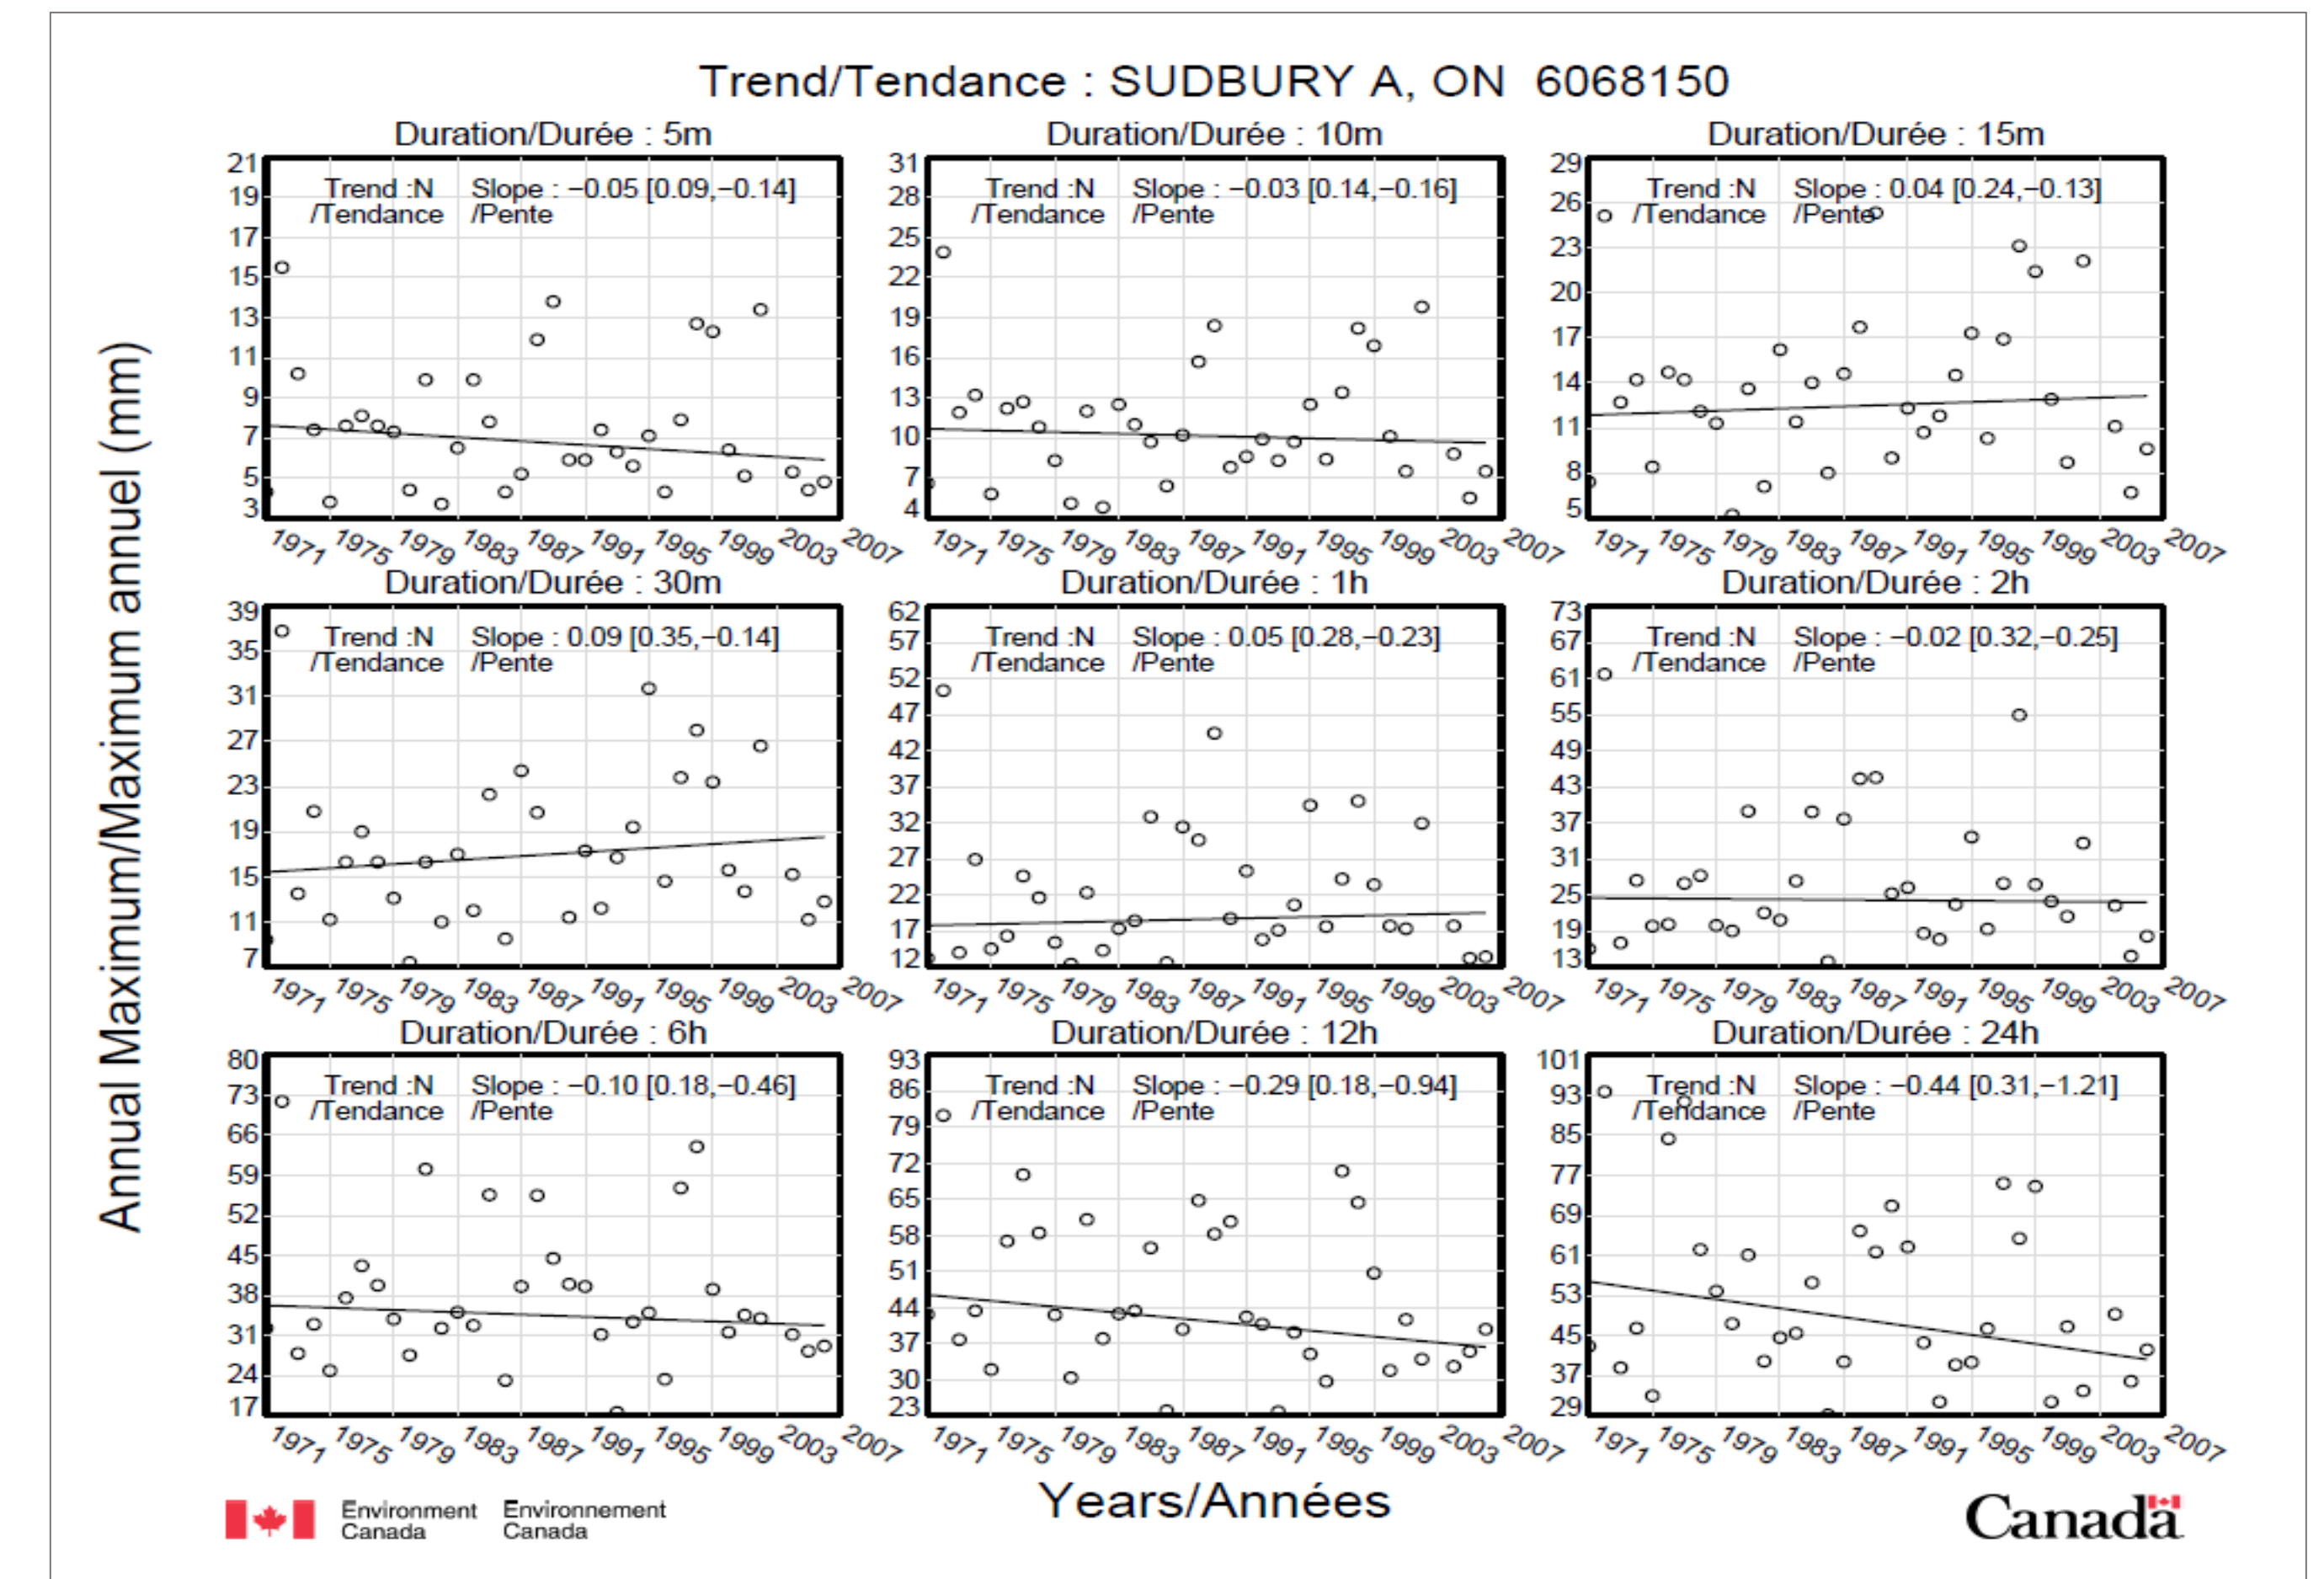 Trend/Tendance : SUDBURY A, ON 6068150
Annual Maximum/Maximum annuel (mm)
Duration/Durée : 5m
21
19
17
15
13
11
9
7
5
3
Trend :N Slope : −0.05 [0.09,−0.14]
/Tendance /Pente
1971 1975 1979 1983 1987 1991 1995 1999 2003 2007
Duration/Durée : 10m
31
28
25
22
19
16
13
10
7
4
Trend :N Slope : −0.03 [0.14,−0.16]
/Tendance /Pente
1971 1975 1979 1983 1987 1991 1995 1999 2003 2007
Duration/Durée : 15m
29
26
23
20
17
14
11
8
5
Trend :N Slope : 0.04 [0.24,−0.13]
/Tendance /Pente
1971 1975 1979 1983 1987 1991 1995 1999 2003 2007
Duration/Durée : 30m
39
35
31
27
23
19
15
11
7
Trend :N Slope : 0.09 [0.35,−0.14]
/Tendance /Pente
1971 1975 1979 1983 1987 1991 1995 1999 2003 2007
Duration/Durée : 1h
62
57
52
47
42
37
32
27
22
17
12
Trend :N Slope : 0.05 [0.28,−0.23]
/Tendance /Pente
1971 1975 1979 1983 1987 1991 1995 1999 2003 2007
Duration/Durée : 2h
73
67
61
55
49
43
37
31
25
19
13
Trend :N Slope : −0.02 [0.32,−0.25]
/Tendance /Pente
1971 1975 1979 1983 1987 1991 1995 1999 2003 2007
Duration/Durée : 6h
80
73
66
59
52
45
38
31
24
17
Trend :N Slope : −0.10 [0.18,−0.46]
/Tendance /Pente
1971 1975 1979 1983 1987 1991 1995 1999 2003 2007
Duration/Durée : 12h
93
86
79
72
65
58
51
44
37
30
23
Trend :N Slope : −0.29 [0.18,−0.94]
/Tendance /Pente
1971 1975 1979 1983 1987 1991 1995 1999 2003 2007
Duration/Durée : 24h
101
93
85
77
69
61
53
45
37
29
Trend :N Slope : −0.44 [0.31,−1.21]
/Tendance /Pente
1971 1975 1979 1983 1987 1991 1995 1999 2003 2007
Years/Années
Environment Environnement
Canada Canada
Canada